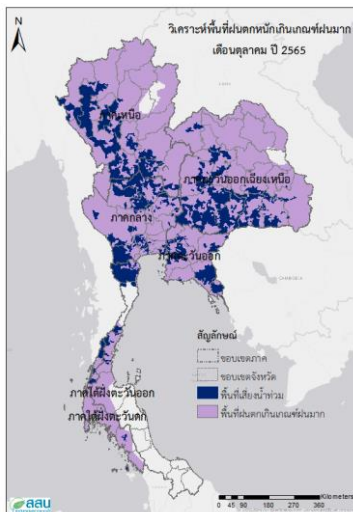 วิเคราะห์พื้นที่ฝนตกหนักเกินเกณฑ์ฝนมาก
เดือนตุลาคม ปี 2565
N
ภาคเหนือ
ภาคตะวันออกเฉียงเหนือ
ภาคกลาง
ภาคตะวันออก
ภาคใต้ฝั่งตะวันออก
ภาคใต้ฝั่งตะวันตก
สัญลักษณ์
ขอบเขตภาค
ขอบเขตจังหวัด
พื้นที่เสี่ยงน้ำท่วม
พื้นที่ฝนตกเกินเกณฑ์ฝนมาก
Kilometers
0 45 90 180 270 360
สสน